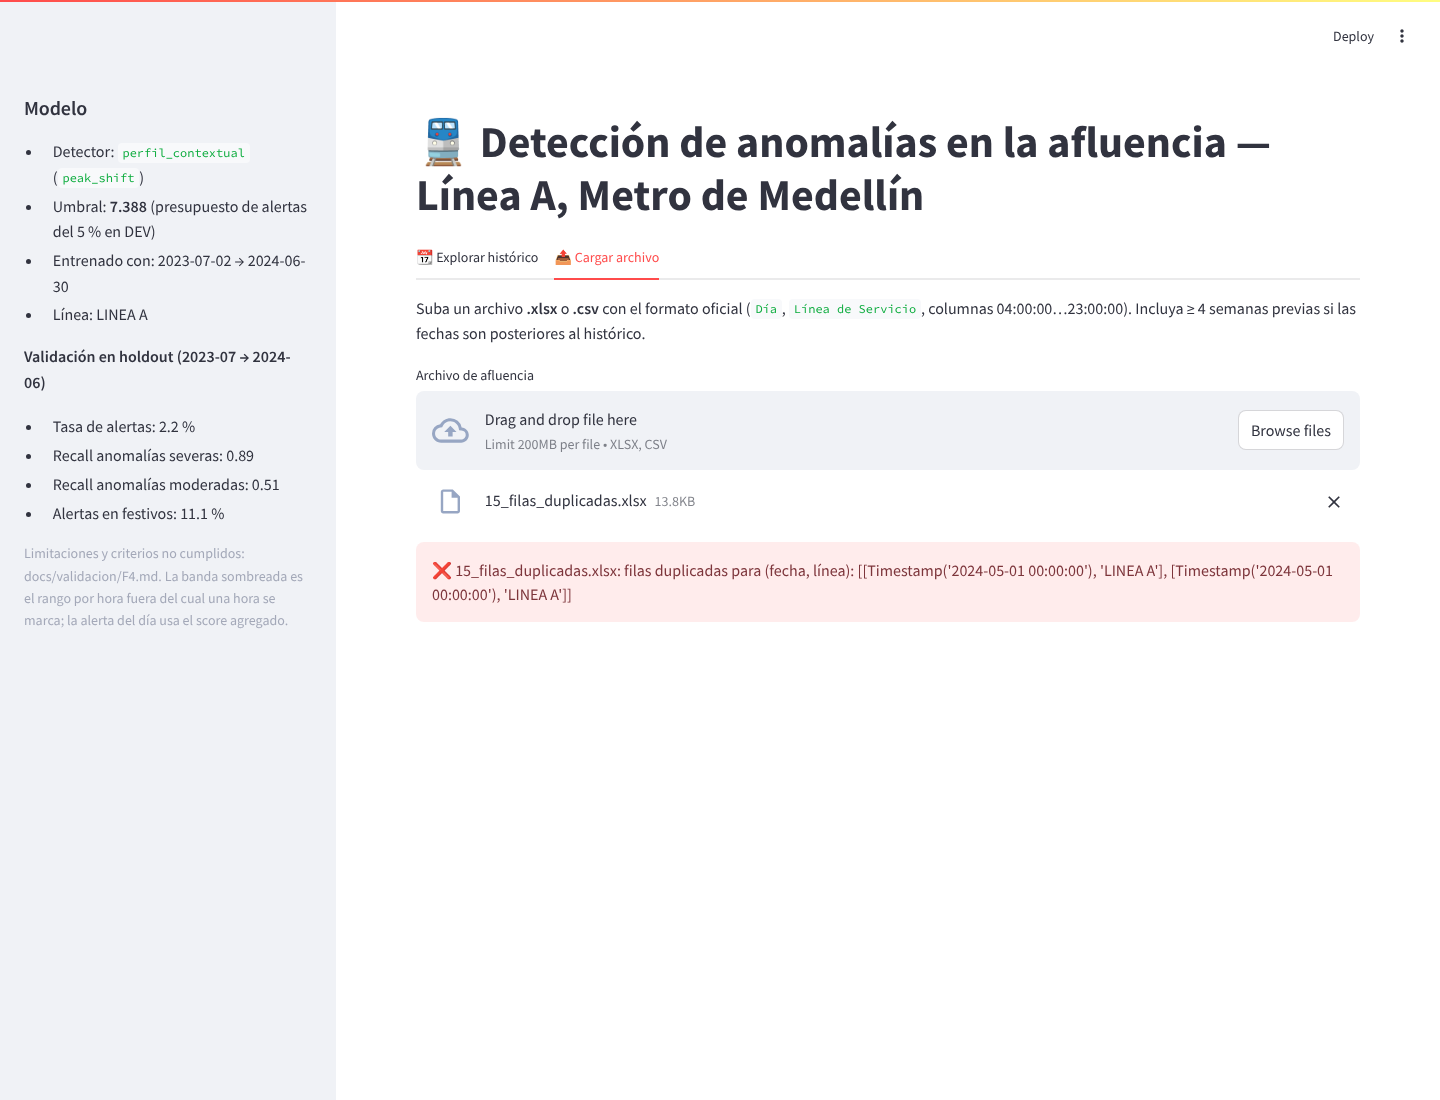 Deploy
Modelo
Detector: perfil_contextual
(peak_shift)
Umbral: 7.388 (presupuesto de alertas
del 5 % en DEV)
Entrenado con: 2023-07-02 → 2024-06-
30
Línea: LINEA A
Validación en holdout (2023-07 → 2024-
06)
Tasa de alertas: 2.2 %
Recall anomalías severas: 0.89
Recall anomalías moderadas: 0.51
Alertas en festivos: 11.1 %
Limitaciones y criterios no cumplidos:
docs/validacion/F4.md. La banda sombreada es
el rango por hora fuera del cual una hora se
marca; la alerta del día usa el score agregado.
Detección de anomalías en la afluencia —
Línea A, Metro de Medellín
Explorar histórico
Cargar archivo
Suba un archivo .xlsx o .csv con el formato oficial (Día, Línea de Servicio, columnas 04:00:00…23:00:00). Incluya ≥ 4 semanas previas si las
fechas son posteriores al histórico.
Archivo de afluencia
Drag and drop file here
Limit 200MB per file • XLSX, CSV
Browse files
15_filas_duplicadas.xlsx 13.8KB
❌ 15_filas_duplicadas.xlsx: filas duplicadas para (fecha, línea): [[Timestamp('2024-05-01 00:00:00'), 'LINEA A'], [Timestamp('2024-05-01
00:00:00'), 'LINEA A']]